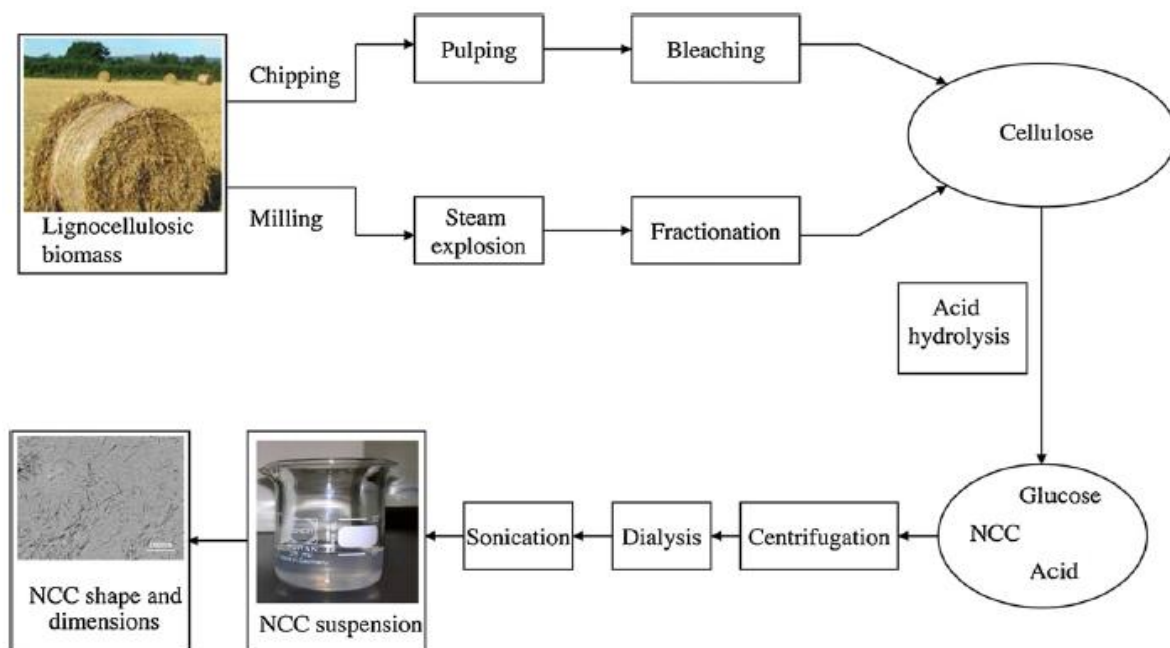 Chipping
Pulping
Bleaching
Cellulose
Lignocellulosic
biomass
Milling
Steam
explosion
Fractionation
Acid
hydrolysis
Glucose
NCC
Acid
Centrifugation
Dialysis
Sonication
NCC suspension
NCC shape and
dimensions